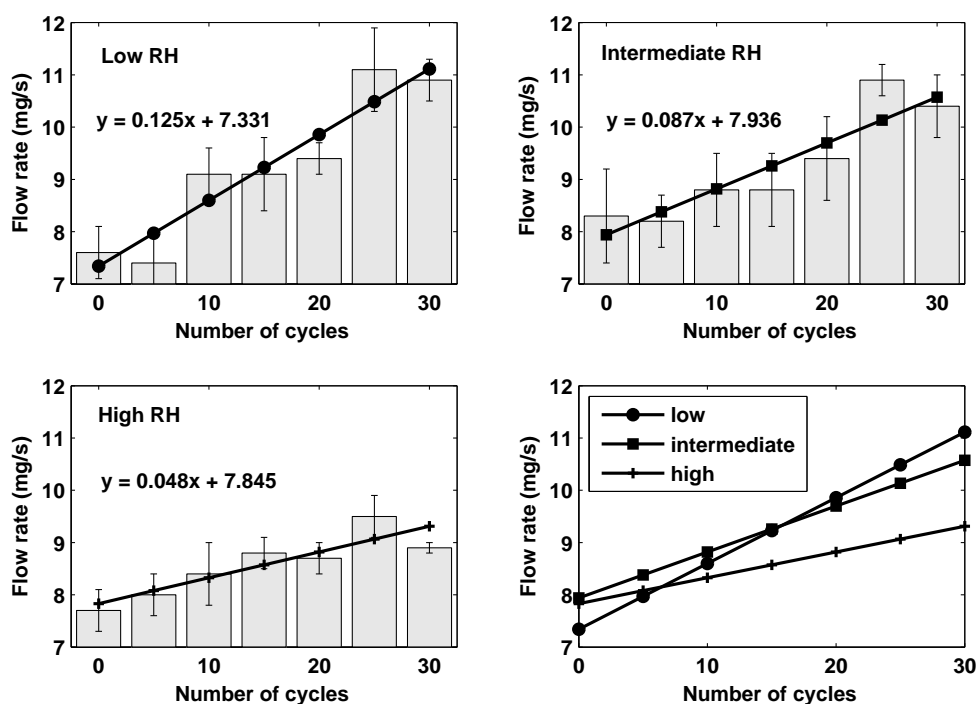 12
11
10
9
8
7
Flow rate (mg/s)
Low RH
y = 0.125x + 7.331
0 10 20 30
Number of cycles
12
11
10
9
8
7
Flow rate (mg/s)
Intermediate RH
y = 0.087x + 7.936
0 10 20 30
Number of cycles
12
11
10
9
8
7
Flow rate (mg/s)
High RH
y = 0.048x + 7.845
0 10 20 30
Number of cycles
12
11
10
9
8
7
Flow rate (mg/s)
low
intermediate
high
0 10 20 30
Number of cycles